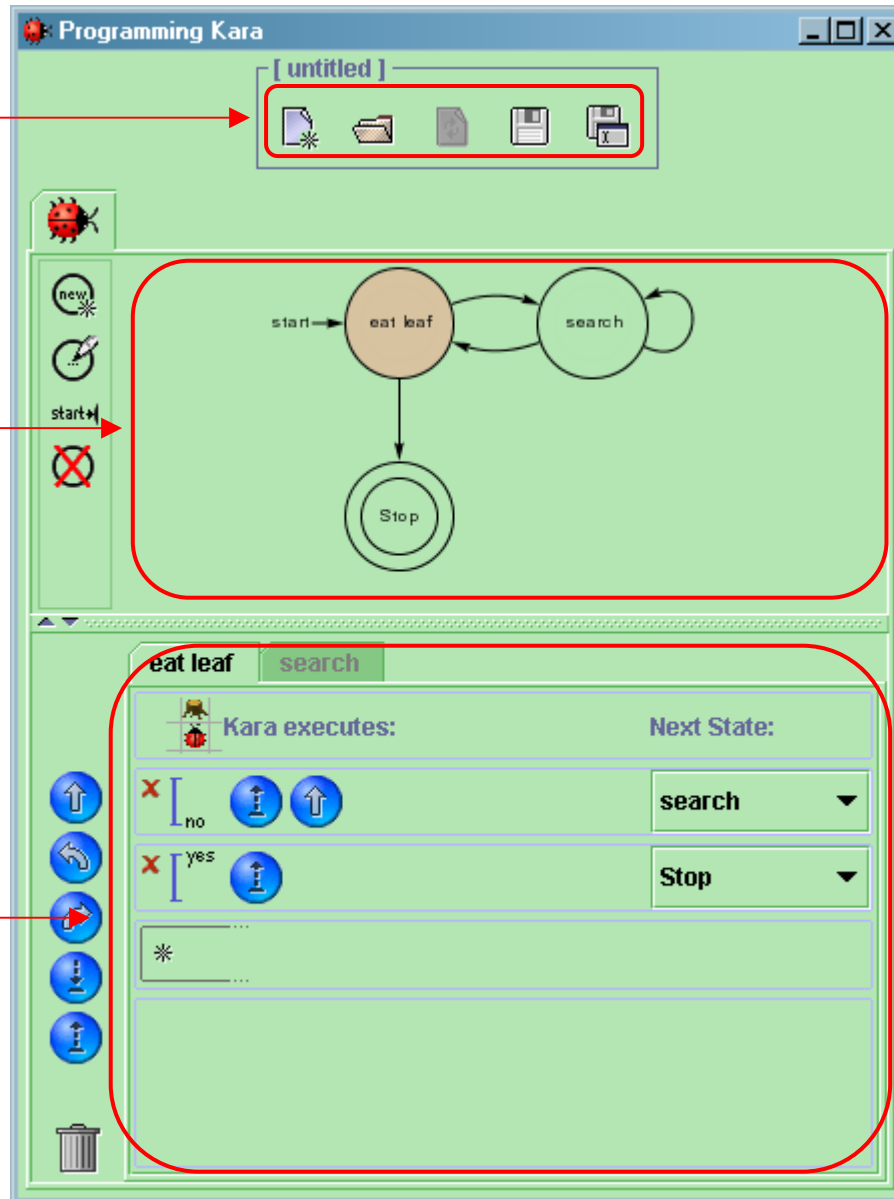 Programming Kara
[ untitled ]
new
start
start
eat leaf
search
Stop
eat leaf
search
Kara executes:
Next State:
no
search
yes
Stop